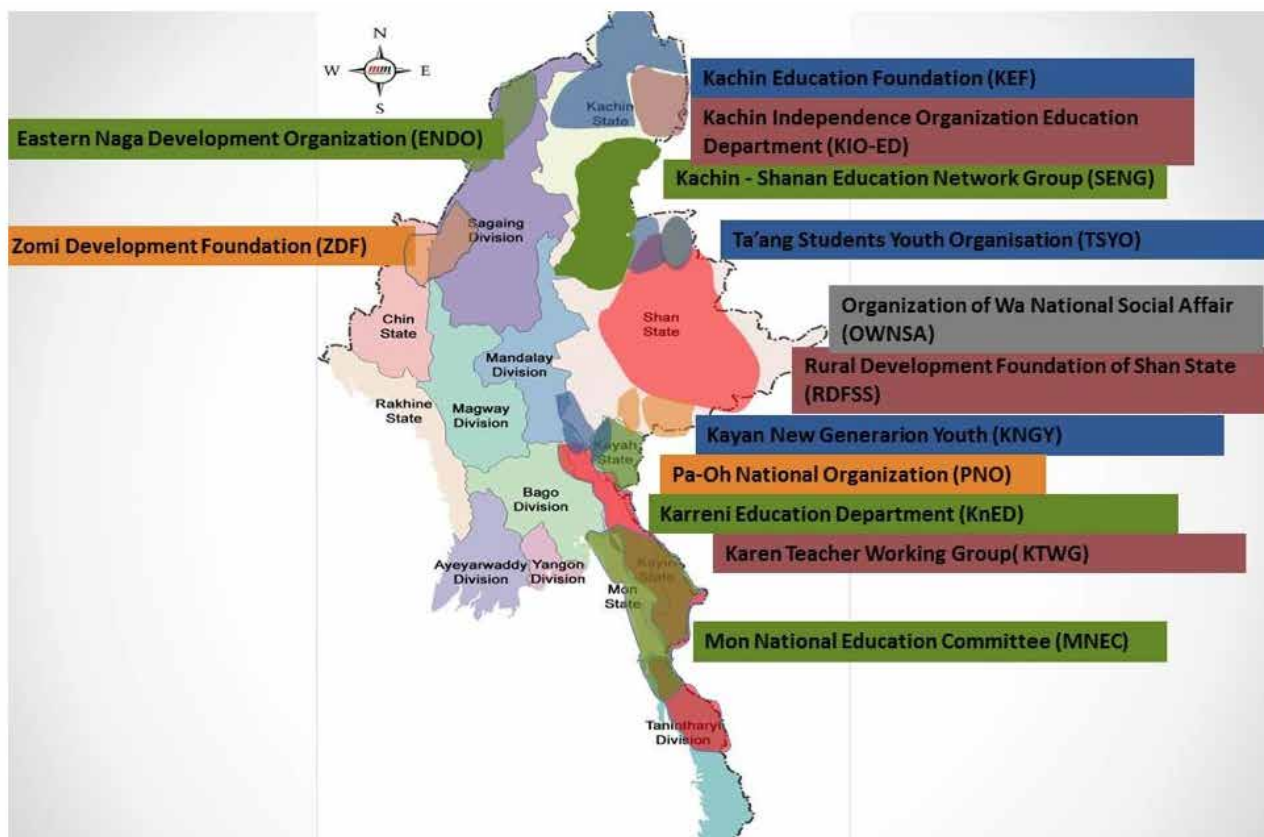 N
W E
S
Kachin Education Foundation (KEF)
Kachin State
Kachin Independence Organization Education
Department (KIO-ED)
Eastern Naga Development Organization (ENDO)
Kachin - Shanan Education Network Group (SENG)
Sagaing
Division
Zomi Development Foundation (ZDF)
Ta'ang Students Youth Organisation (TSYO)
Organization of Wa National Social Affair
(OWNSA)
Chin
State
Shan
State
Mandalay
Division
Rural Development Foundation of Shan State
(RDFSS)
Rakhine
State
Magway
Division
Kayan New Generarion Youth (KNGY)
Kayah
State
Pa-Oh National Organization (PNO)
Bago
Division
Karreni Education Department (KnED)
Karen Teacher Working Group( KTWG)
Ayeyarwaddy
Division
Yangon
Division
Kayin State
Mon
State
Mon National Education Committee (MNEC)
Tanintharyi
Division